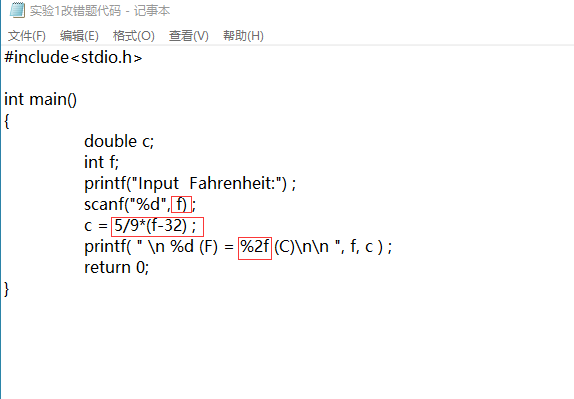 实验1改错题代码 - 记事本
文件(F) 编辑(E) 格式(O) 查看(V) 帮助(H)
#include<stdio.h>
int main()
{
double c;
int f;
printf("Input  Fahrenheit:") ;
scanf("%d", f) ;
c = 5/9*(f-32) ;
printf( " \n %d (F) = %2f (C)\n\n ", f, c ) ;
return 0;
}